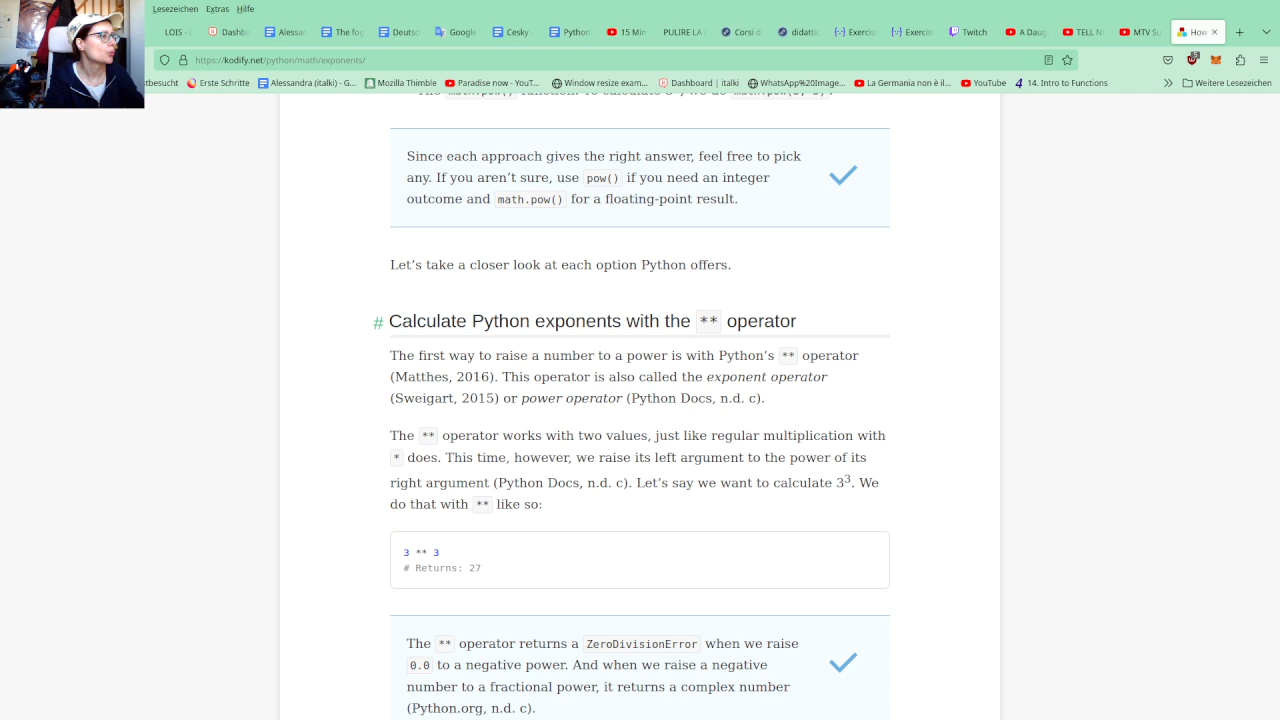 Lesezeichen Extras Hilfe
LOIS - Dashb Alessar The fog Deutsc Google Cesky - Python 15 Min PULIRE LA Corsi d didatti Exercis Exercis Twitch A Daug TELL N MTV Su How
https://kodify.net/python/math/exponents/
stbesucht Erste Schritte Alessandra (italki) - G... Mozilla Thimble Paradise now - YouT... Window resize exam... Dashboard | italki WhatsApp%20Image... La Germania non è il... YouTube 14. Intro to Functions Weitere Lesezeichen
Since each approach gives the right answer, feel free to pick
any. If you aren’t sure, use pow() if you need an integer
outcome and math.pow() for a floating-point result.
Let’s take a closer look at each option Python offers.
# Calculate Python exponents with the ** operator
The first way to raise a number to a power is with Python’s ** operator
(Matthes, 2016). This operator is also called the exponent operator
(Sweigart, 2015) or power operator (Python Docs, n.d. c).
The ** operator works with two values, just like regular multiplication with
* does. This time, however, we raise its left argument to the power of its
right argument (Python Docs, n.d. c). Let’s say we want to calculate 3³. We
do that with ** like so:
3 ** 3
# Returns: 27
The ** operator returns a ZeroDivisionError when we raise
0.0 to a negative power. And when we raise a negative
number to a fractional power, it returns a complex number
(Python.org, n.d. c).